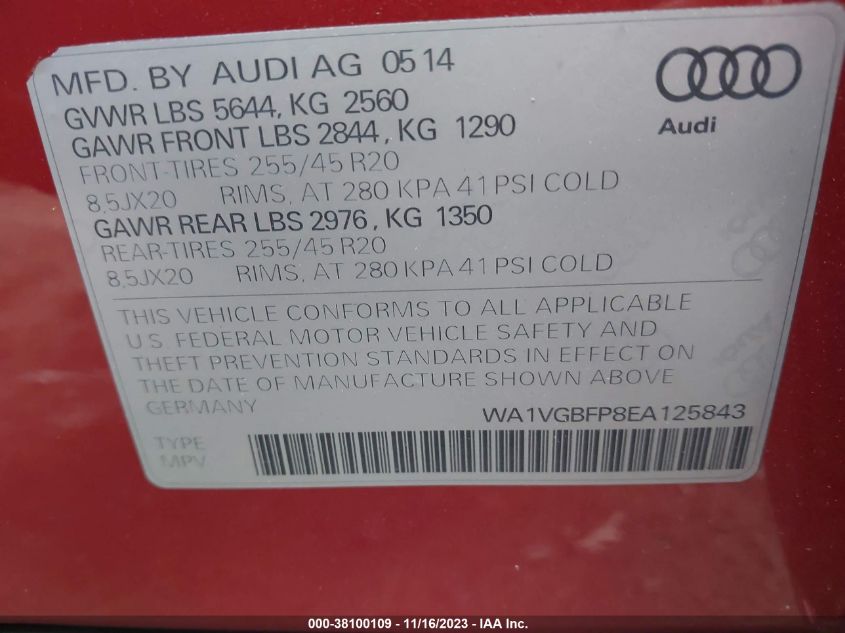 MFD. BY AUDI AG 05 14
GVWR LBS 5644, KG 2560
GAWR FRONT LBS 2844, KG 1290
FRONT-TIRES 255/45 R20
8,5JX20 RIMS, AT 280 KPA 41 PSI COLD
GAWR REAR LBS 2976, KG 1350
REAR-TIRES 255/45 R20
8,5JX20 RIMS, AT 280 KPA 41 PSI COLD
Audi
THIS VEHICLE CONFORMS TO ALL APPLICABLE
U.S. FEDERAL MOTOR VEHICLE SAFETY AND
THEFT PREVENTION STANDARDS IN EFFECT ON
THE DATE OF MANUFACTURE SHOWN ABOVE
GERMANY
WA1VGBFP8EA125843
TYPE
MPV
000-38100109 - 11/16/2023 - IAA Inc.